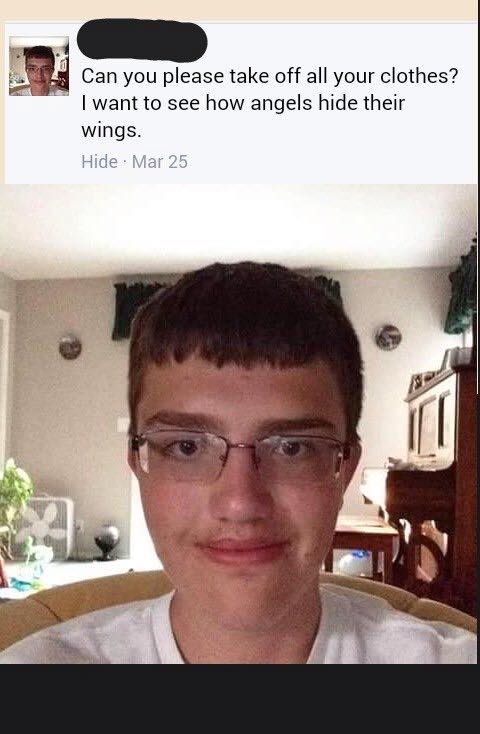 Can you please take off all your clothes?
I want to see how angels hide their
wings.
Hide · Mar 25